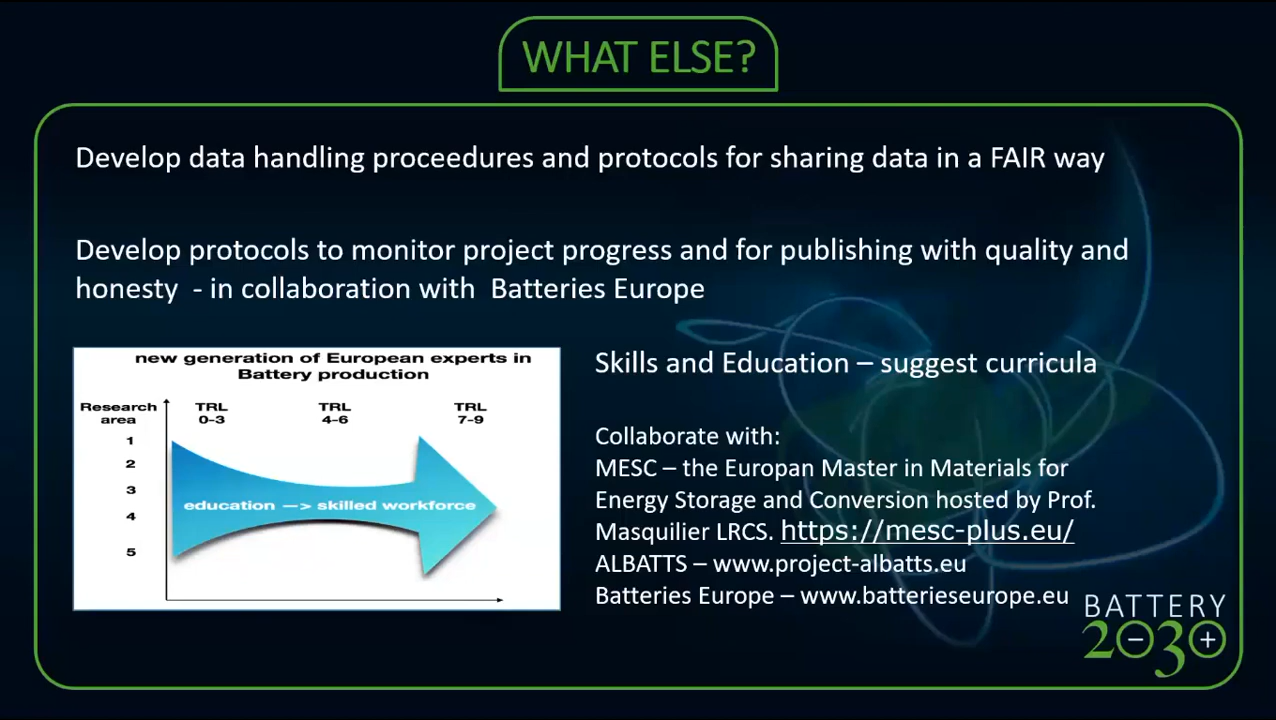 WHAT ELSE?
Develop data handling proceedures and protocols for sharing data in a FAIR way
Develop protocols to monitor project progress and for publishing with quality and
honesty - in collaboration with Batteries Europe
new generation of European experts in
Battery production
Research
area
TRL
0-3
TRL
4-6
TRL
7-9
1
2
3
4
5
education —> skilled workforce
Skills and Education – suggest curricula
Collaborate with:
MESC – the Europan Master in Materials for
Energy Storage and Conversion hosted by Prof.
Masquilier LRCS. https://mesc-plus.eu/
ALBATTS – www.project-albatts.eu
Batteries Europe – www.batterieseurope.eu
BATTERY
2030+